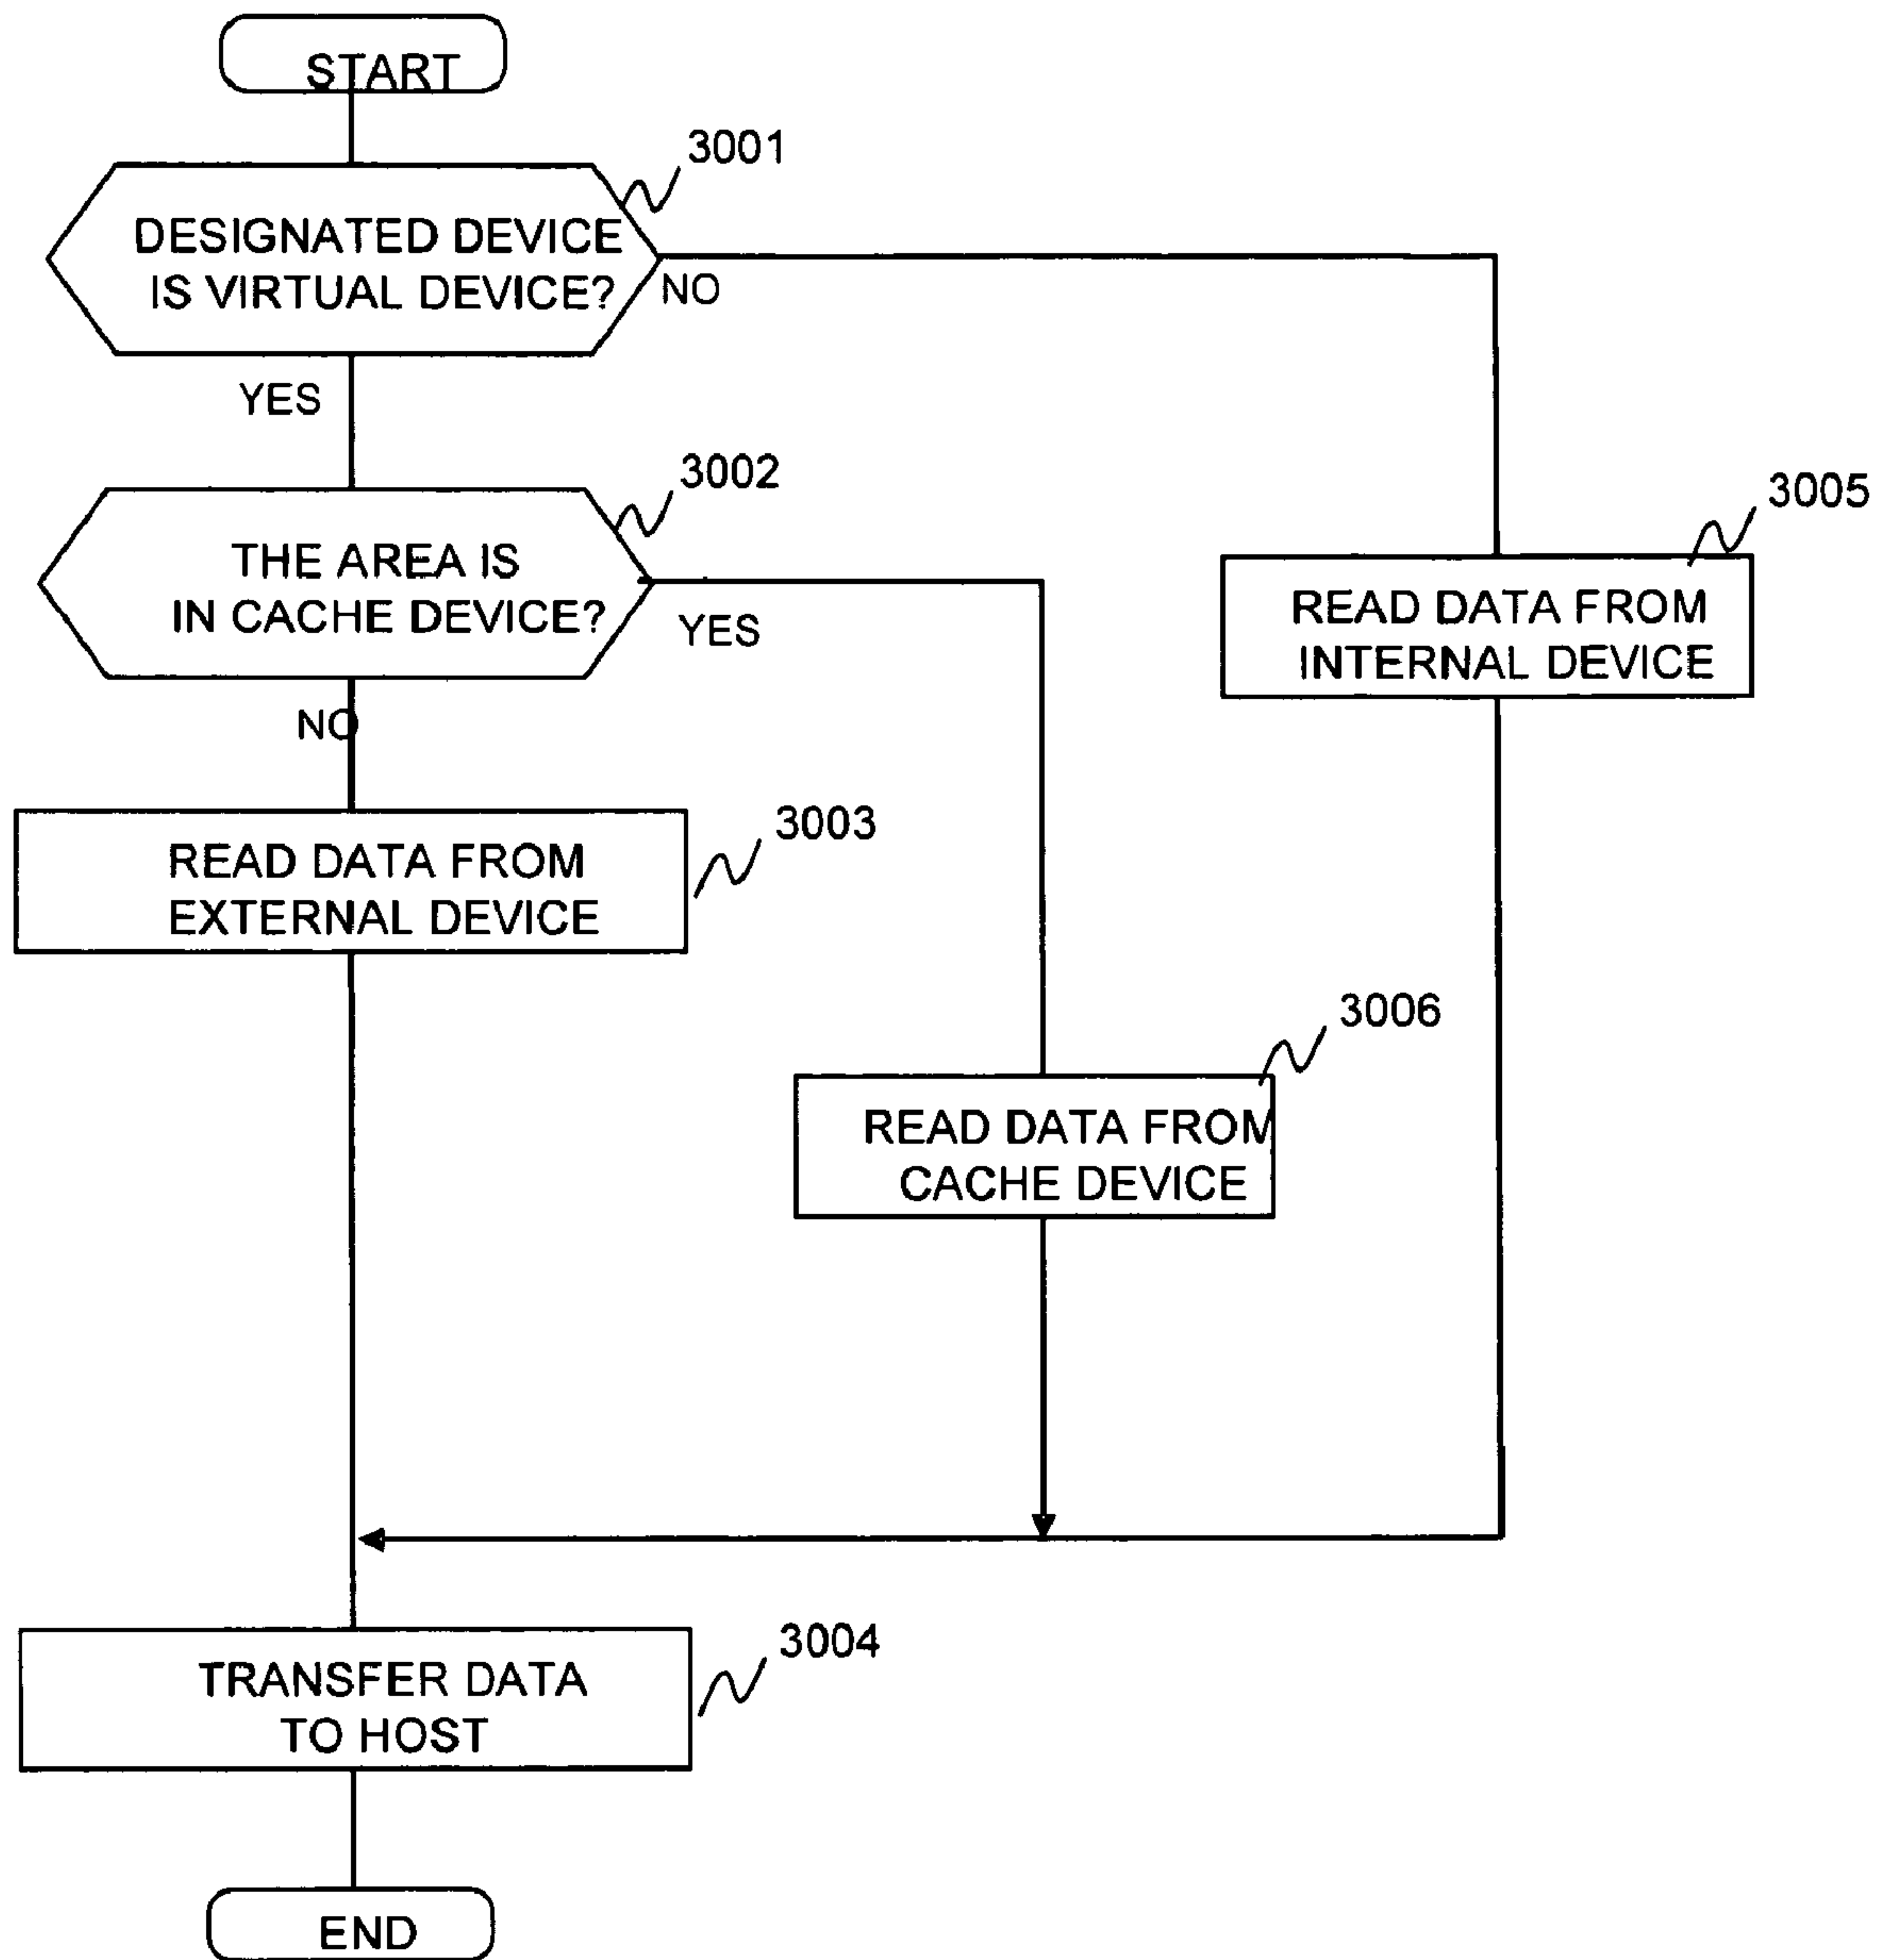 START
3001
DESIGNATED DEVICE
IS VIRTUAL DEVICE?
NO
YES
3002
THE AREA IS
IN CACHE DEVICE?
YES
3005
READ DATA FROM
INTERNAL DEVICE
NO
3003
READ DATA FROM
EXTERNAL DEVICE
3006
READ DATA FROM
CACHE DEVICE
3004
TRANSFER DATA
TO HOST
END